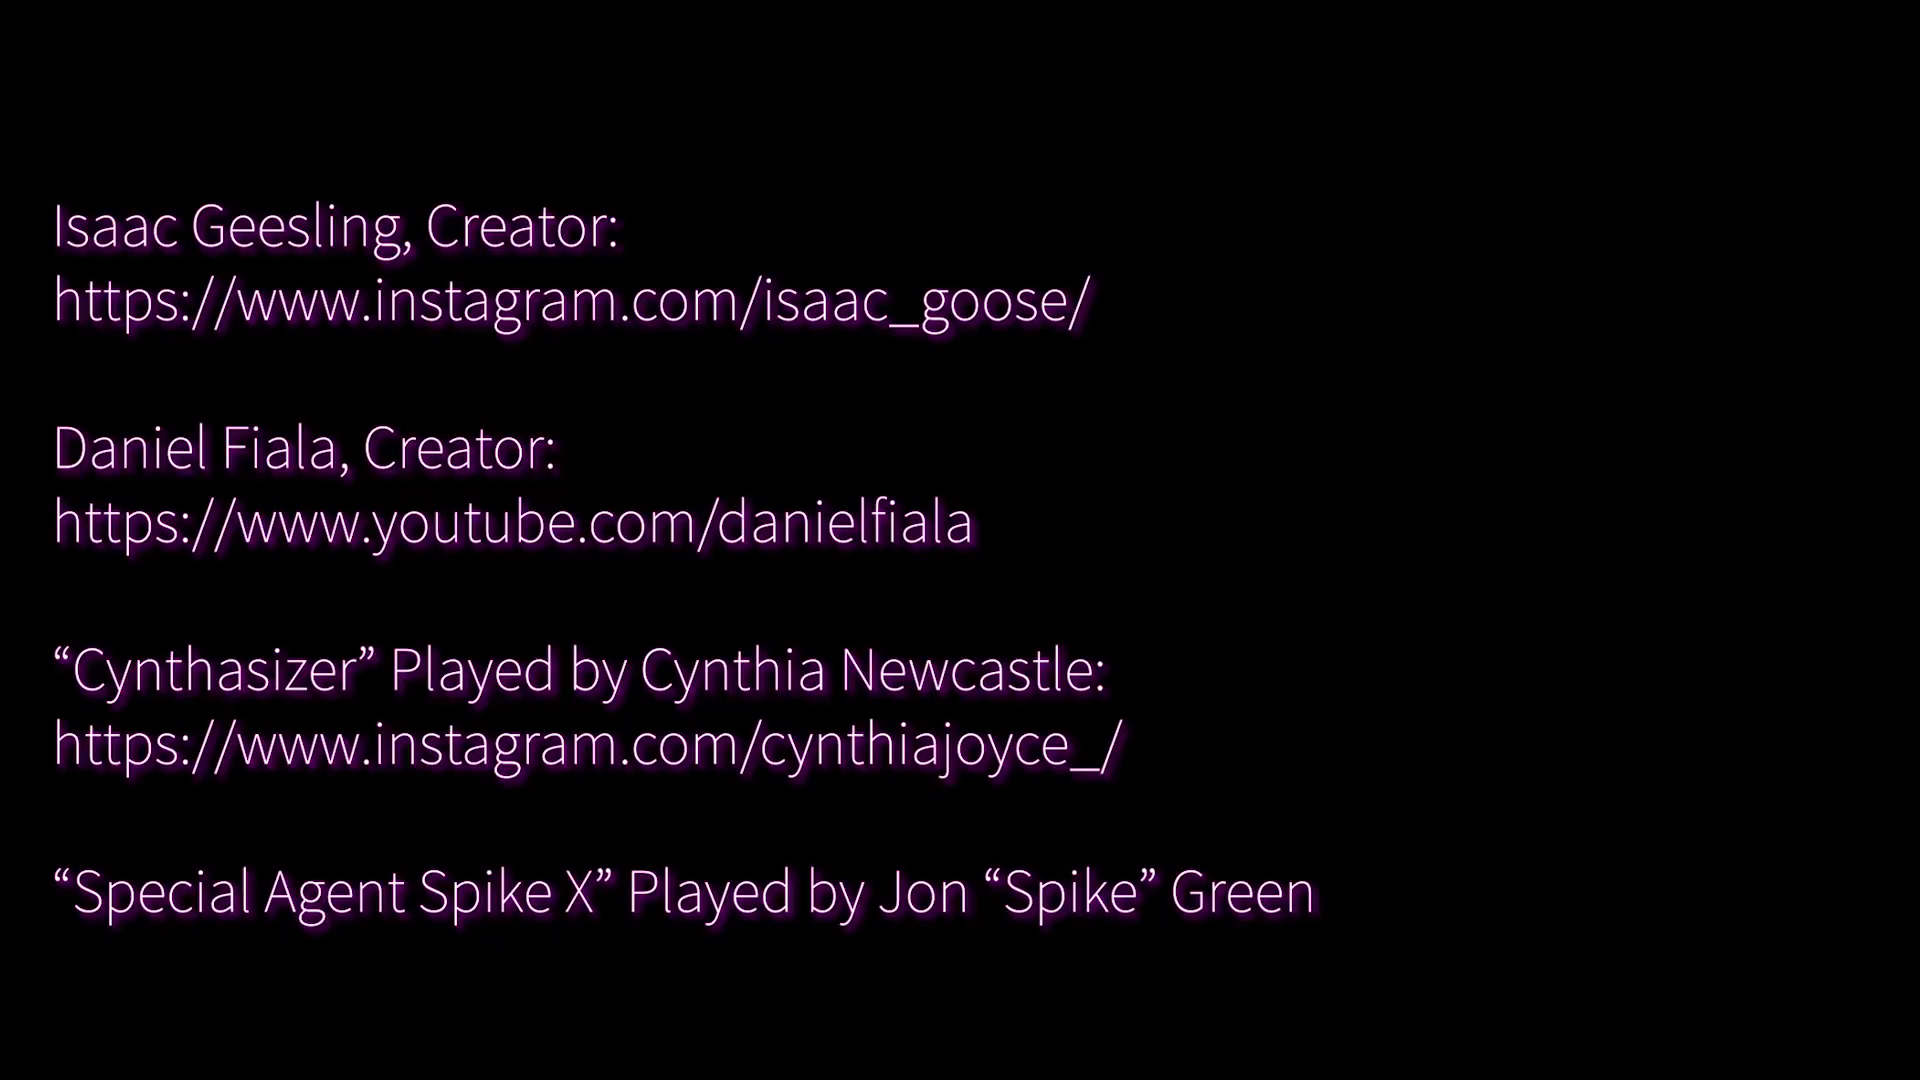 Isaac Geesling, Creator:
https://www.instagram.com/isaac_goose/
Daniel Fiala, Creator:
https://www.youtube.com/danielfiala
“Cynthasizer” Played by Cynthia Newcastle:
https://www.instagram.com/cynthiajoyce_/
“Special Agent Spike X” Played by Jon “Spike” Green